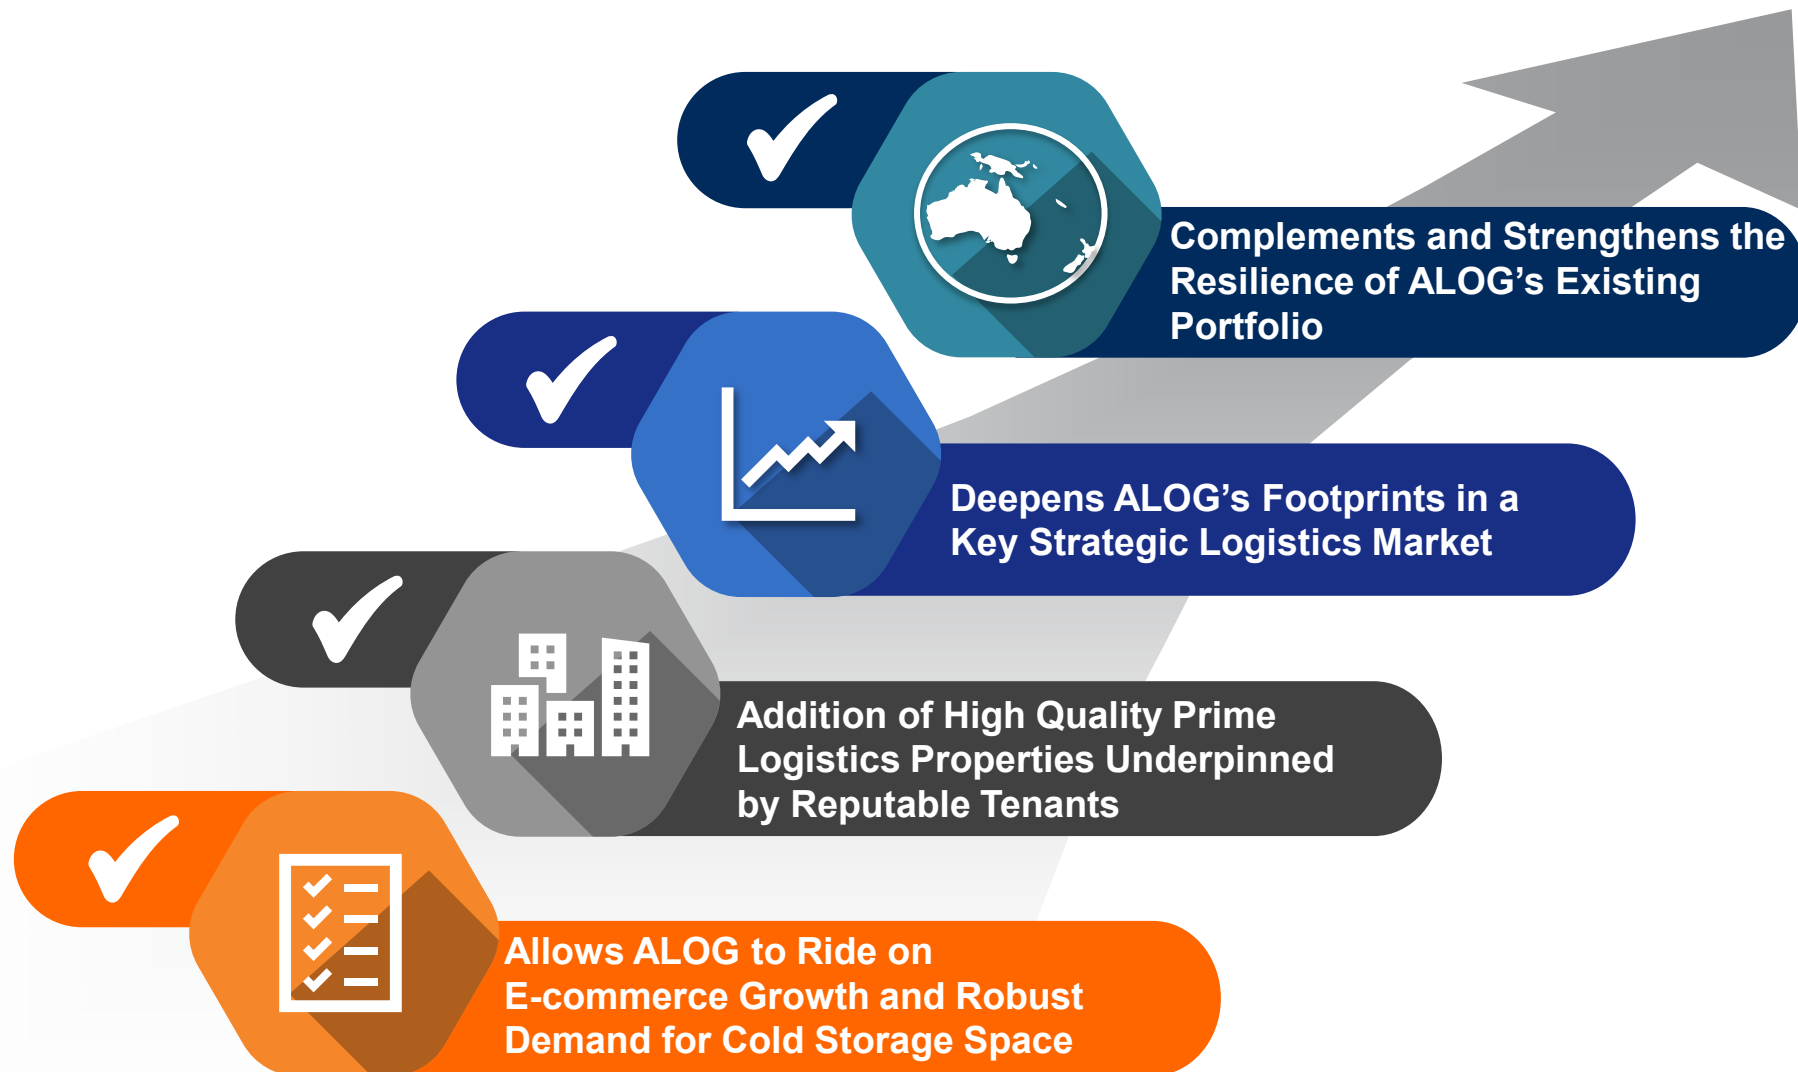 Complements and Strengthens the
Resilience of ALOG’s Existing
Portfolio
Deepens ALOG’s Footprints in a
Key Strategic Logistics Market
Addition of High Quality Prime
Logistics Properties Underpinned
by Reputable Tenants
Allows ALOG to Ride on
E-commerce Growth and Robust
Demand for Cold Storage Space